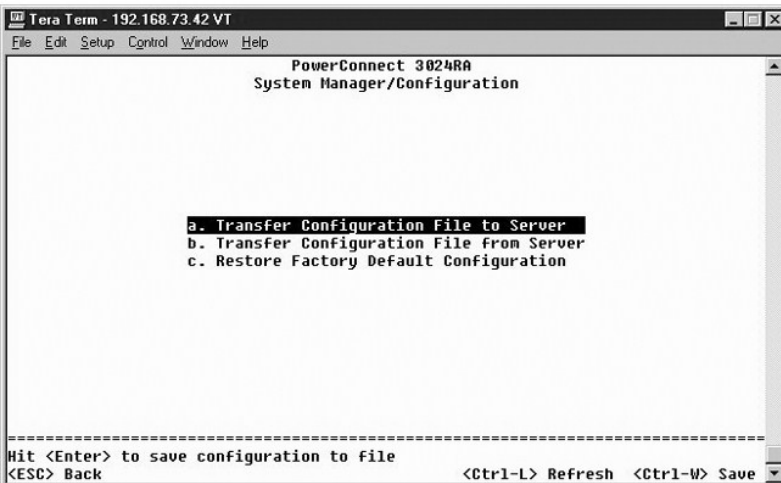 Tera Term - 192.168.73.42 VT
File Edit Setup Control Window Help
PowerConnect 3024RA
System Manager/Configuration
a. Transfer Configuration File to Server
b. Transfer Configuration File from Server
c. Restore Factory Default Configuration
================================================================================
Hit <Enter> to save configuration to file
<ESC> Back <Ctrl-L> Refresh <Ctrl-W> Save